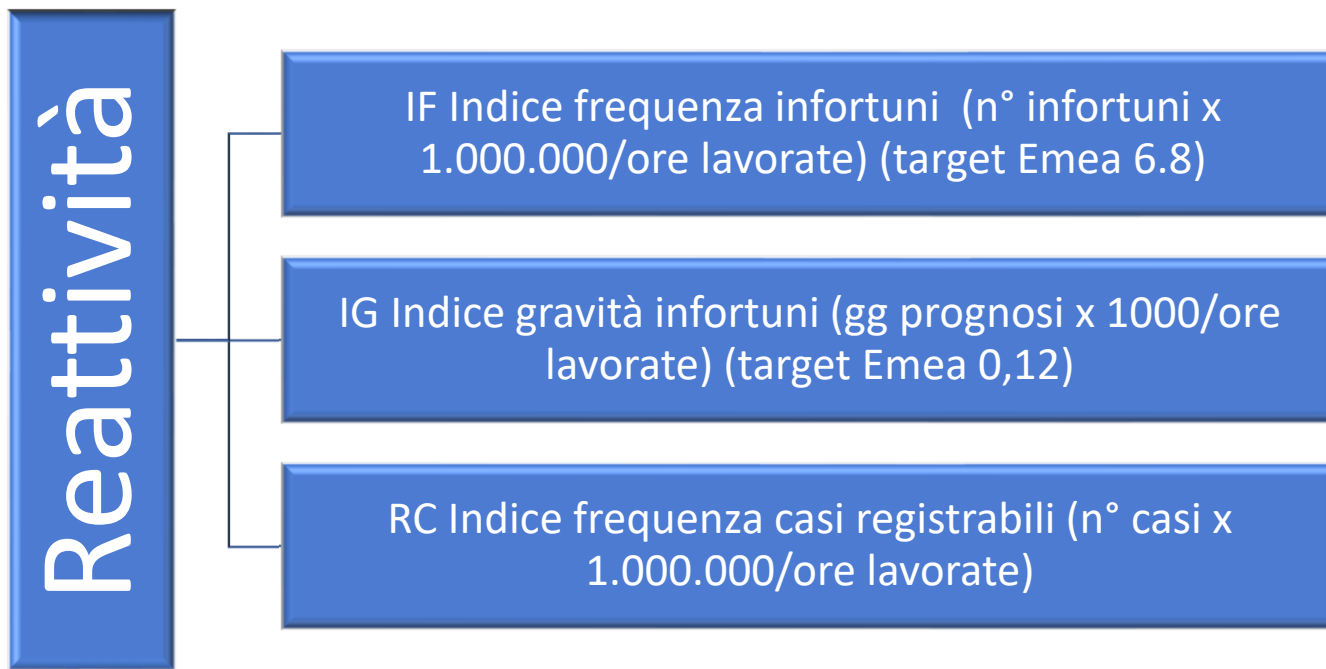 Reattività
IF Indice frequenza infortuni (n° infortuni x
1.000.000/ore lavorate) (target Emea 6.8)
IG Indice gravità infortuni (gg prognosi x 1000/ore
lavorate) (target Emea 0,12)
RC Indice frequenza casi registrabili (n° casi x
1.000.000/ore lavorate)